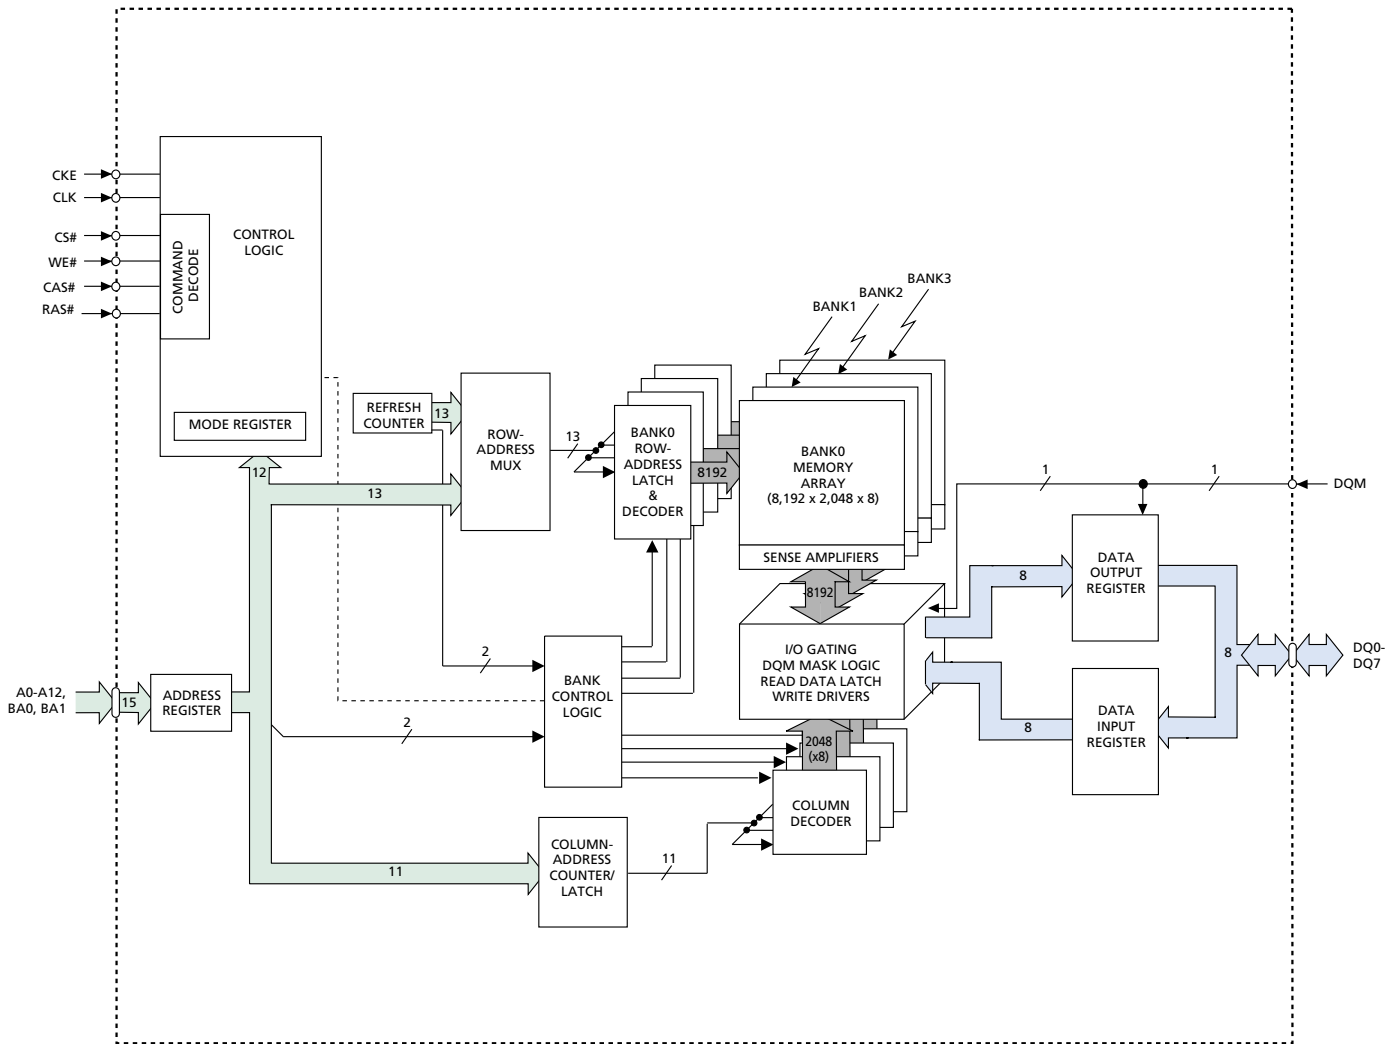 CKE
CLK
CS#
WE#
CAS#
RAS#
COMMAND
DECODE
CONTROL
LOGIC
MODE REGISTER
12
REFRESH
COUNTER
13
13
ROW-
ADDRESS
MUX
13
BANK0
ROW-
ADDRESS
LATCH
&
DECODER
8192
BANK1
BANK2
BANK3
BANK0
MEMORY
ARRAY
(8,192 x 2,048 x 8)
SENSE AMPLIFIERS
8192
I/O GATING
DQM MASK LOGIC
READ DATA LATCH
WRITE DRIVERS
1
1
DQM
DATA
OUTPUT
REGISTER
8
8
DQ0-
DQ7
DATA
INPUT
REGISTER
8
A0-A12,
BA0, BA1
15
ADDRESS
REGISTER
2
2
BANK
CONTROL
LOGIC
2048
(x8)
COLUMN
DECODER
11
COLUMN-
ADDRESS
COUNTER/
LATCH
11